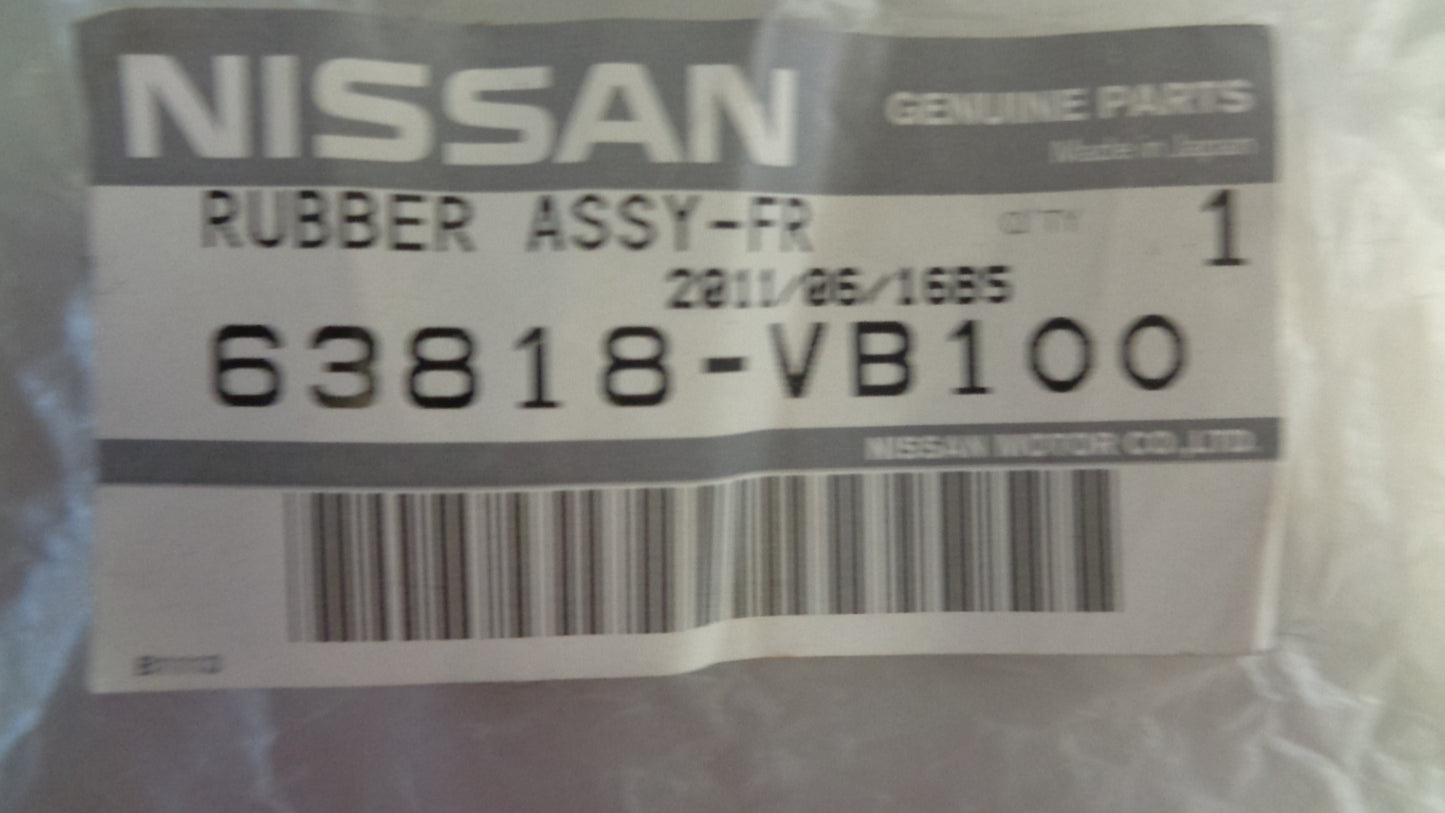 NISSAN
GENUINE PARTS
Made in Japan
RUBBER ASSY-FR
Q'TY 1
2011/06/16B5
63818-VB100
NISSAN MOTOR CO.,LTD.